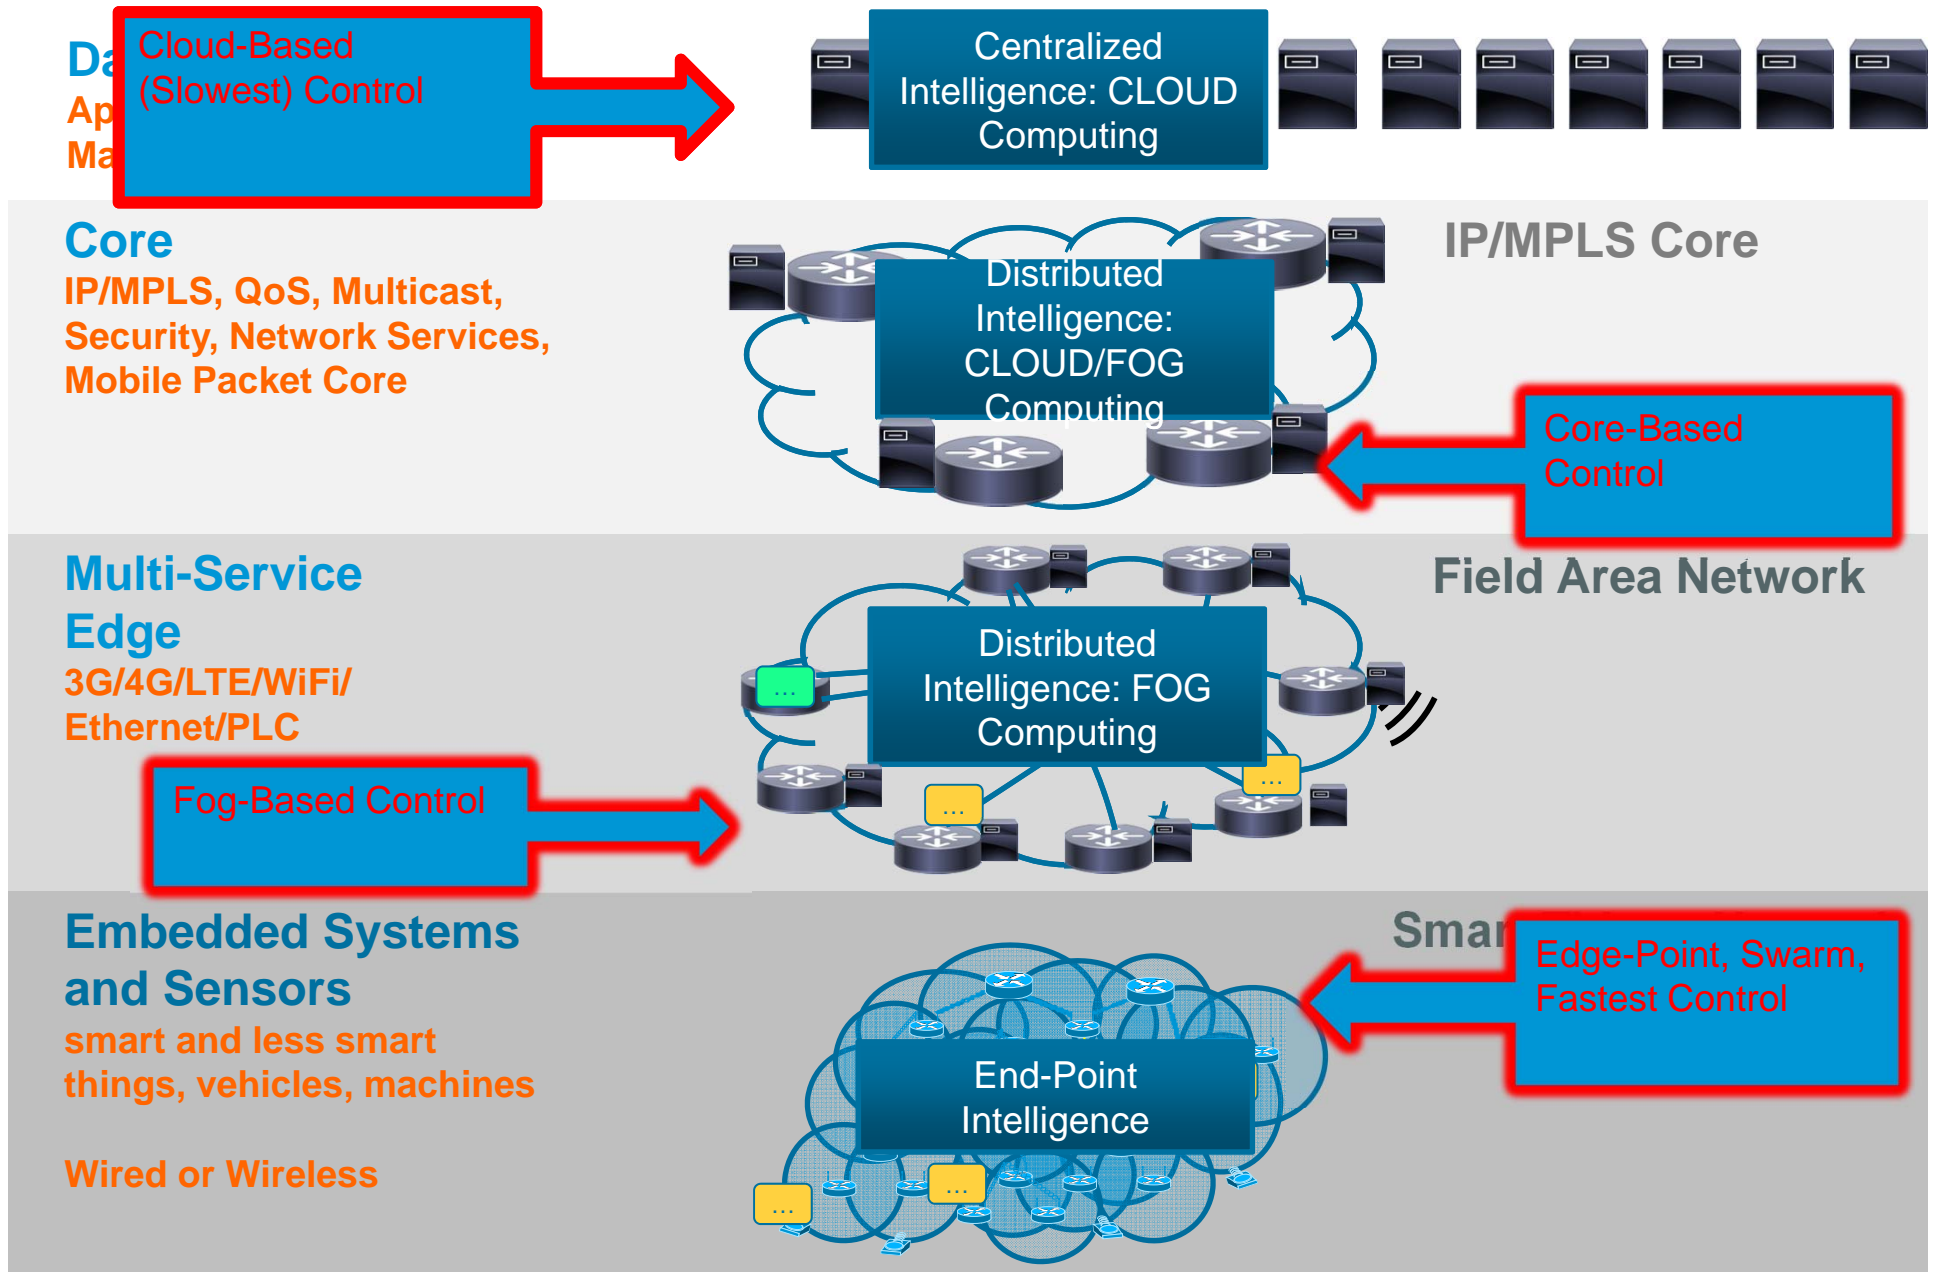 Cloud-Based
(Slowest) Control
Centralized
Intelligence: CLOUD
Computing
Core
IP/MPLS, QoS, Multicast,
Security, Network Services,
Mobile Packet Core
Distributed
Intelligence:
CLOUD/FOG
Computing
IP/MPLS Core
Core-Based
Control
Multi-Service
Edge
3G/4G/LTE/WiFi/
Ethernet/PLC
Distributed
Intelligence: FOG
Computing
...
...
...
Field Area Network
Fog-Based Control
Embedded Systems
and Sensors
smart and less smart
things, vehicles, machines
Wired or Wireless
End-Point
Intelligence
...
...
Edge-Point, Swarm,
Fastest Control